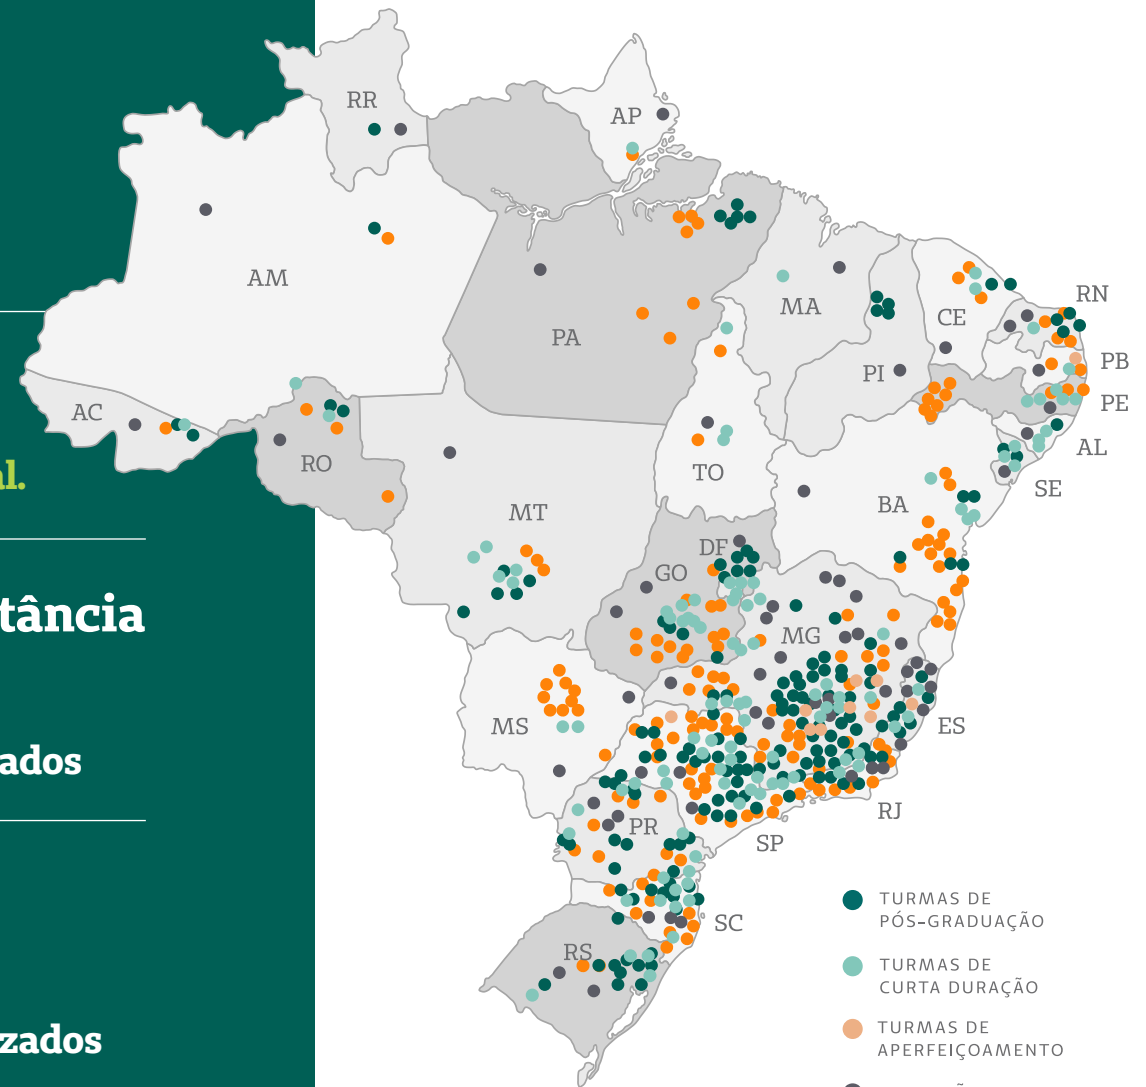 al.
tância
ados
zados
RR
AP
AM
PA
MA
CE
RN
PB
PI
PE
AC
AL
RO
TO
SE
BA
MT
DF
GO
MG
MS
ES
RJ
PR
SP
SC
RS
TURMAS DE
PÓS-GRADUAÇÃO
TURMAS DE
CURTA DURAÇÃO
TURMAS DE
APERFEIÇOAMENTO